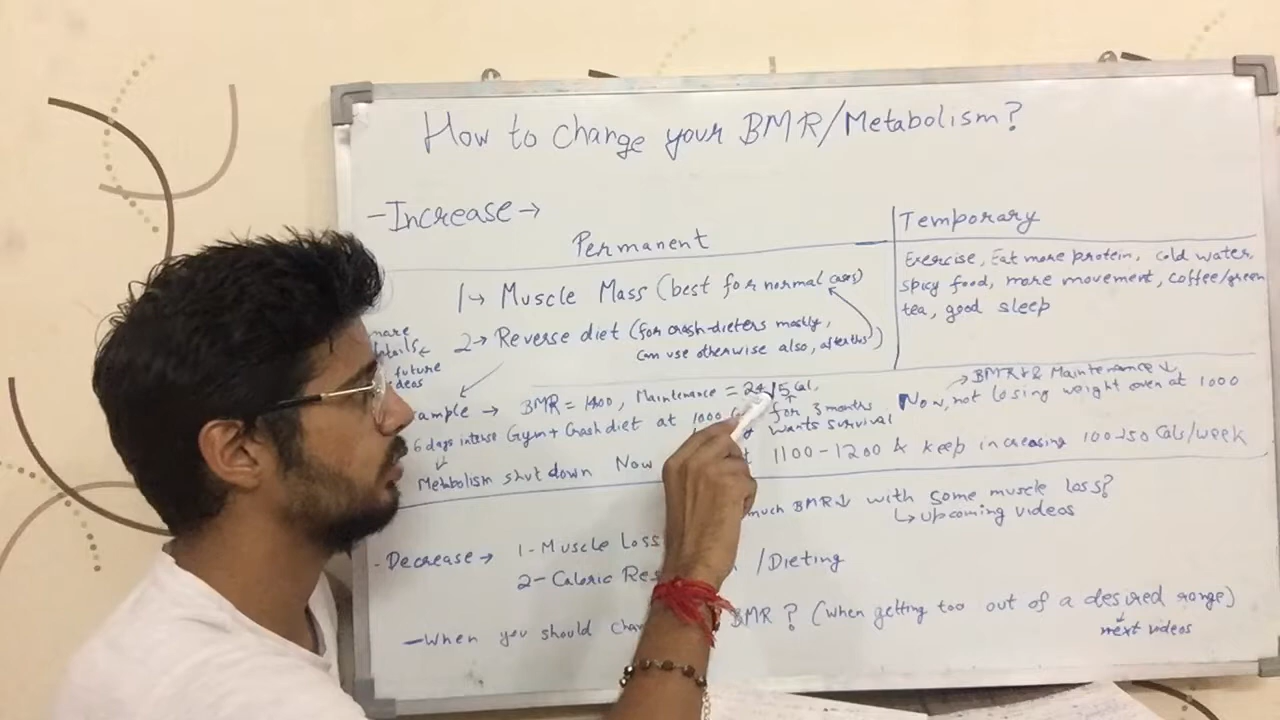 How to change your BMR/Metabolism?
- Increase →
Permanent
Temporary
1→ Muscle Mass (best for normal cases)
2→ Reverse diet (for crash-dieters mostly,
can use otherwise also, after this)
Exercise, Eat more protein, cold water,
spicy food, more movement, coffee/green
tea, good sleep
future
→ BMR = 1400, Maintenance = Cal,
6 days intense Gym + Crash diet at 1000 for 3 months
wants survival
→ BMR↓ & Maintenance↓
Now, not losing weight even at 1000
Metabolism shut down Now 1100-1200 & keep increasing 100-150 Cals/week
much BMR↓ with some muscle loss?
↳ upcoming videos
- Decrease → 1- Muscle Loss
2- Caloric /Dieting
- When you should BMR? (when getting too out of a desired range)
next videos